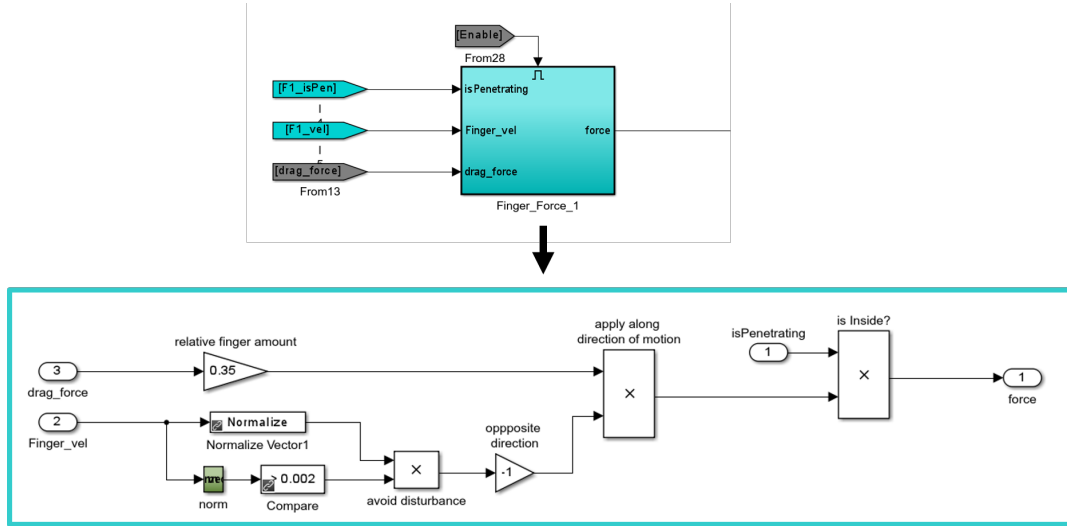 [Enable]
From28
[F1_isPen]
[F1_vel]
[drag_force]
From13
isPenetrating
Finger_vel
drag_force
force
Finger_Force_1
relative finger amount
3
drag_force
0.35
2
Finger_vel
Normalize
Normalize Vector1
norm
> 0.002
Compare
×
avoid disturbance
oppposite
direction
-1
apply along
direction of motion
×
isPenetrating
1
is Inside?
×
1
force